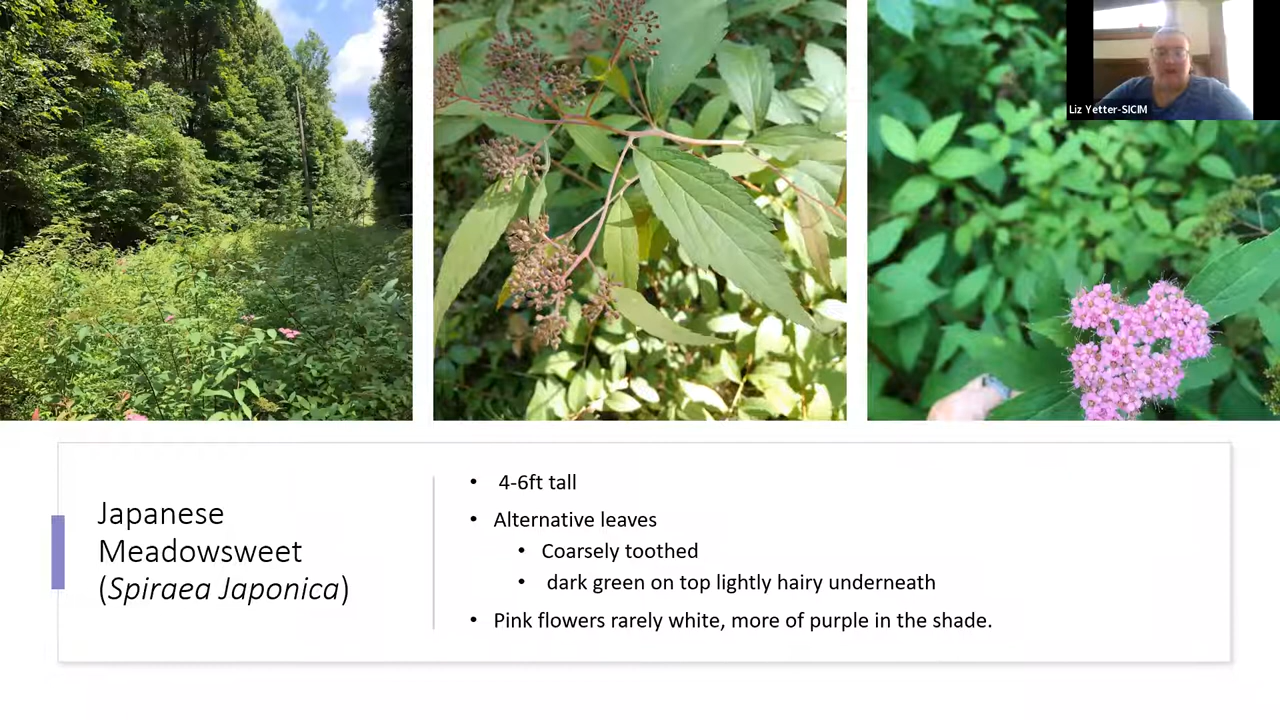 Liz Yetter-SICIM
Japanese
Meadowsweet
(Spiraea Japonica)
• 4-6ft tall
• Alternative leaves
• Coarsely toothed
• dark green on top lightly hairy underneath
• Pink flowers rarely white, more of purple in the shade.